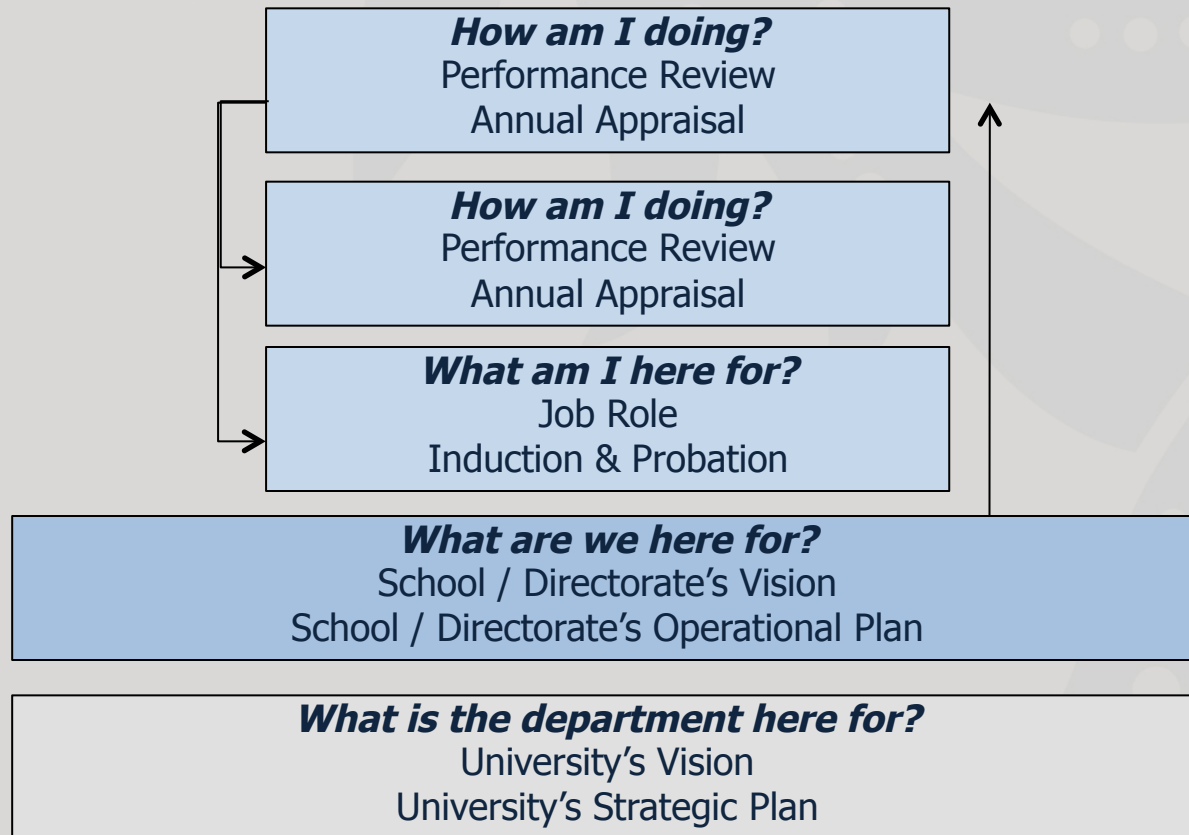 How am I doing?
Performance Review
Annual Appraisal
How am I doing?
Performance Review
Annual Appraisal
What am I here for?
Job Role
Induction & Probation
What are we here for?
School / Directorate’s Vision
School / Directorate’s Operational Plan
What is the department here for?
University’s Vision
University’s Strategic Plan